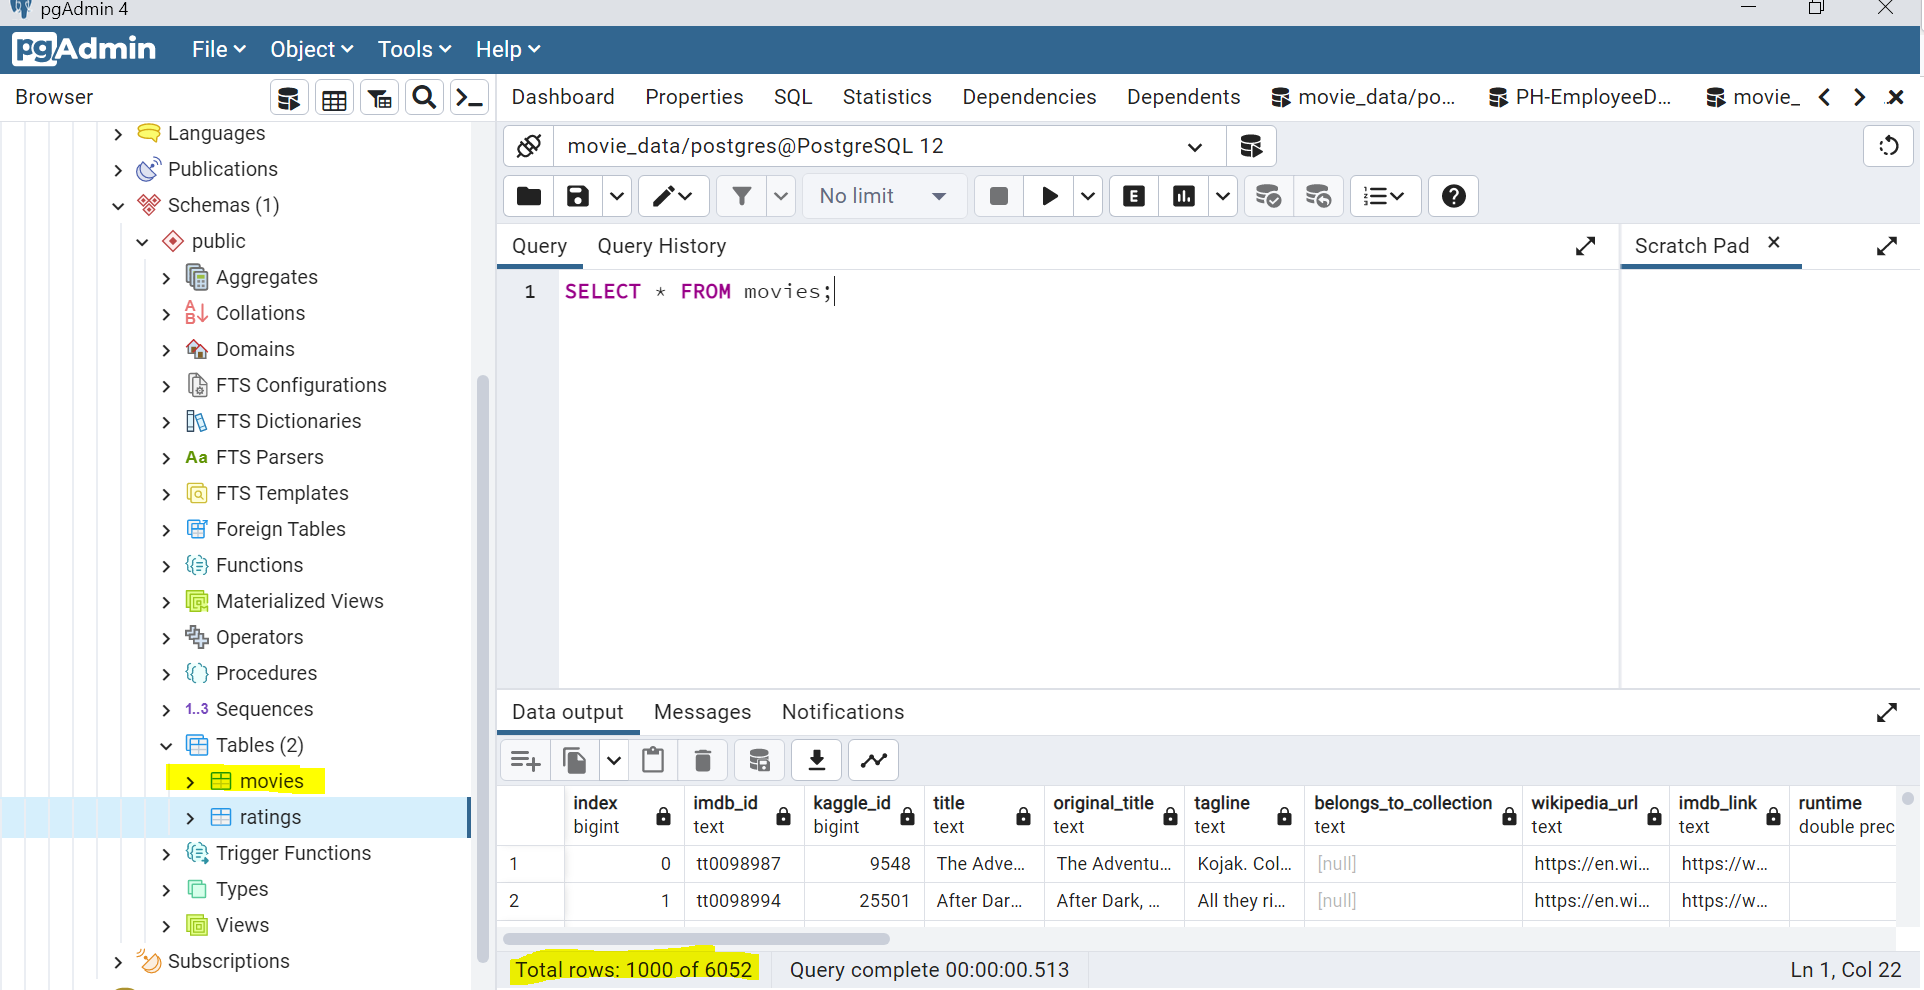 pgAdmin 4
pgAdmin File Object Tools Help
Browser
Dashboard Properties SQL Statistics Dependencies Dependents movie_data/po... PH-EmployeeD... movie_
Languages
Publications
Schemas (1)
public
Aggregates
Collations
Domains
FTS Configurations
FTS Dictionaries
Aa FTS Parsers
FTS Templates
Foreign Tables
Functions
Materialized Views
Operators
Procedures
1..3 Sequences
Tables (2)
movies
ratings
Trigger Functions
Types
Views
Subscriptions
movie_data/postgres@PostgreSQL 12
No limit
E
Query Query History
Scratch Pad
1 SELECT * FROM movies;
Data output Messages Notifications
index imdb_id kaggle_id title original_title tagline belongs_to_collection wikipedia_url imdb_link runtime
bigint text bigint text text text text text text double prec
1 0 tt0098987 9548 The Adve... The Adventu... Kojak. Col... [null] https://en.wi... https://w...
2 1 tt0098994 25501 After Dar... After Dark, ... All they ri... [null] https://en.wi... https://w...
Total rows: 1000 of 6052 Query complete 00:00:00.513 Ln 1, Col 22